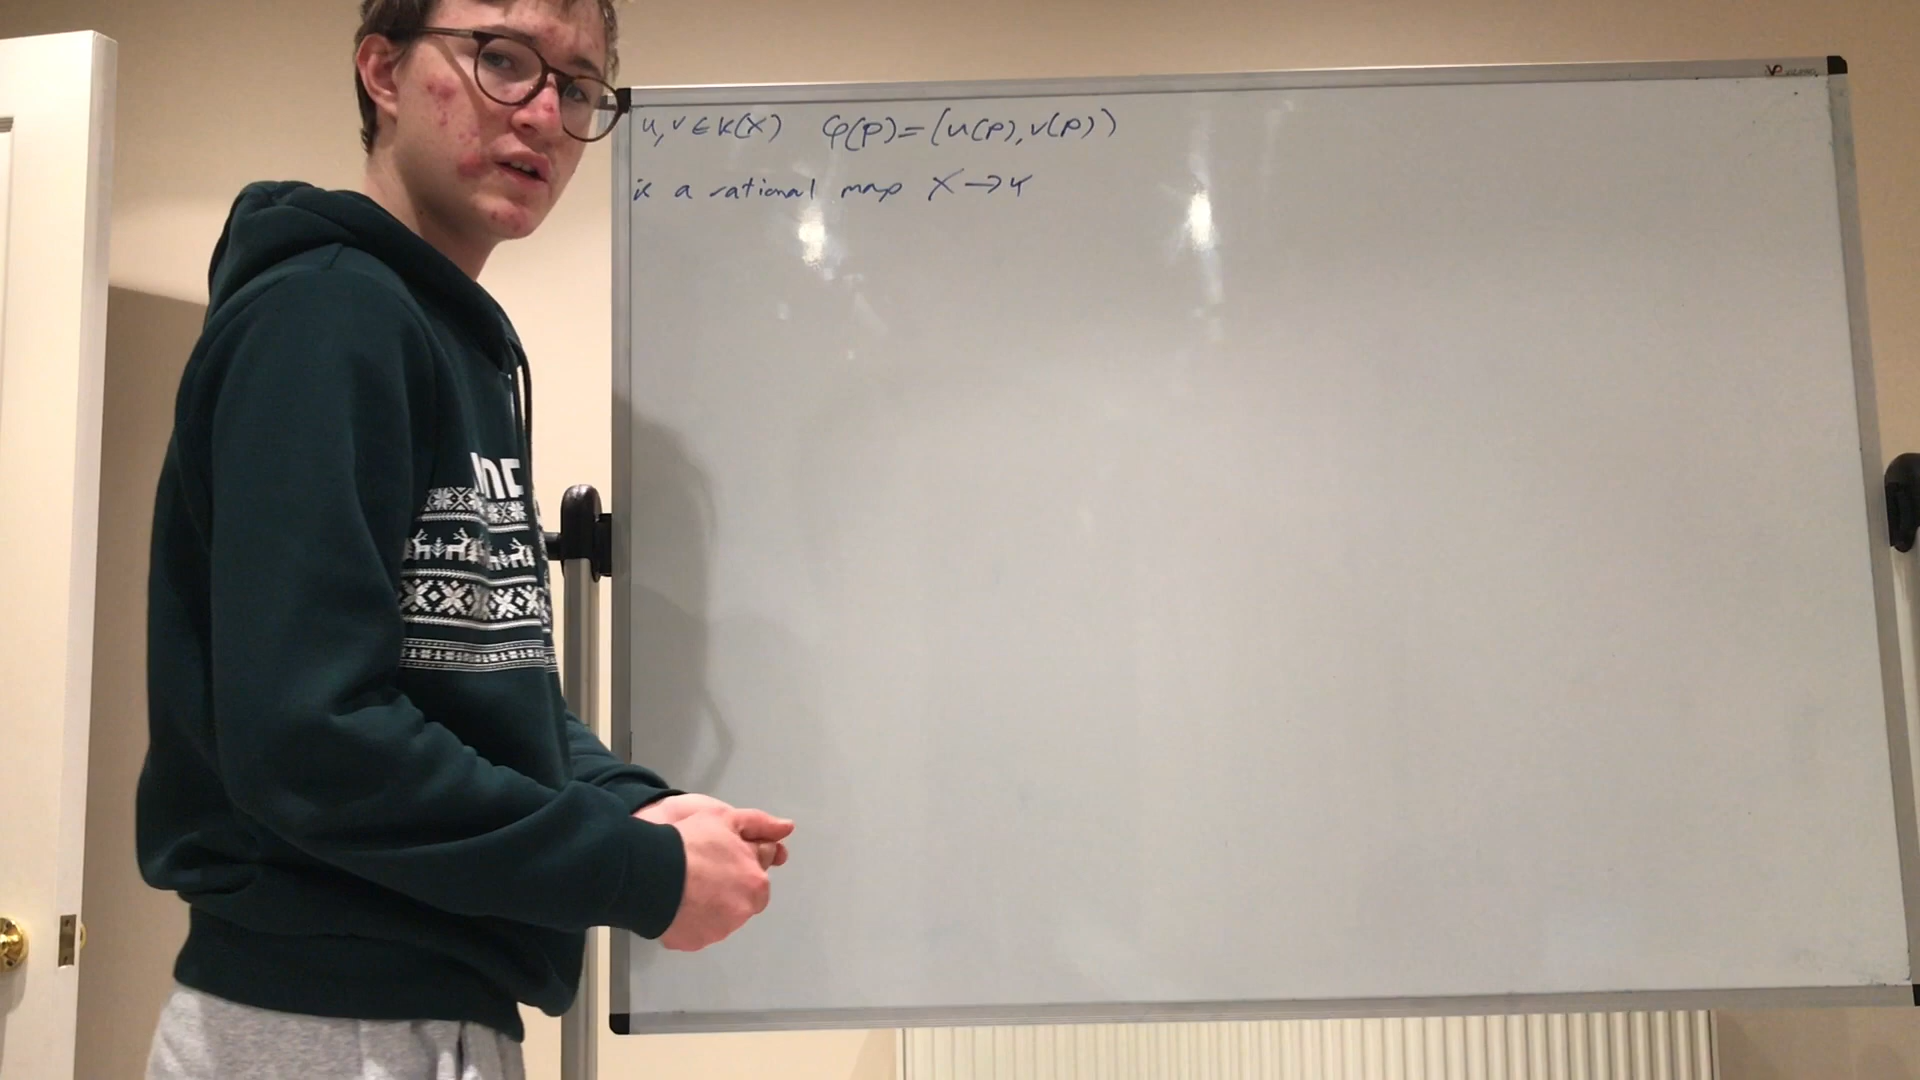 u, v ∈ k(X) φ(p)=(u(p), v(p))
is a rational map X → Y